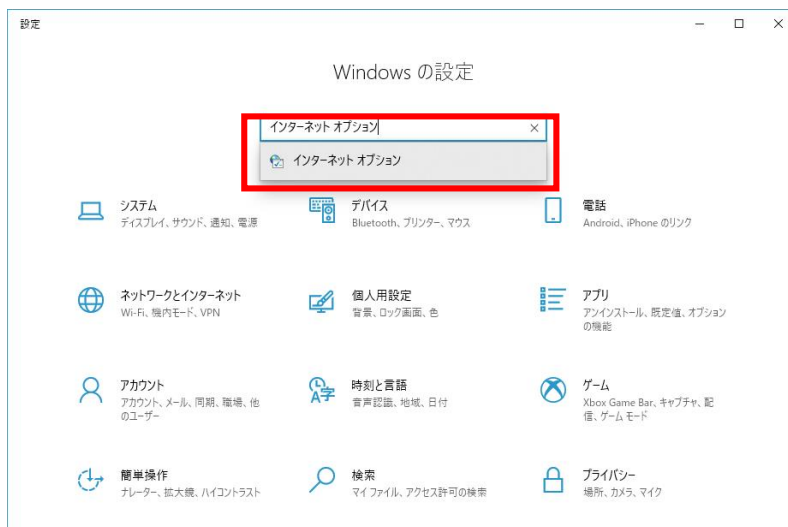 設定
Windows の設定
インターネット オプション
インターネット オプション
システム
ディスプレイ、サウンド、通知、電源
デバイス
Bluetooth、プリンター、マウス
電話
Android、iPhone のリンク
ネットワークとインターネット
Wi-Fi、機内モード、VPN
個人用設定
背景、ロック画面、色
アプリ
アンインストール、既定値、オプション
の機能
アカウント
アカウント、メール、同期、職場、他
のユーザー
時刻と言語
音声認識、地域、日付
ゲーム
Xbox Game Bar、キャプチャ、配
信、ゲーム モード
簡単操作
ナレーター、拡大鏡、ハイコントラスト
検索
マイ ファイル、アクセス許可の検索
プライバシー
場所、カメラ、マイク